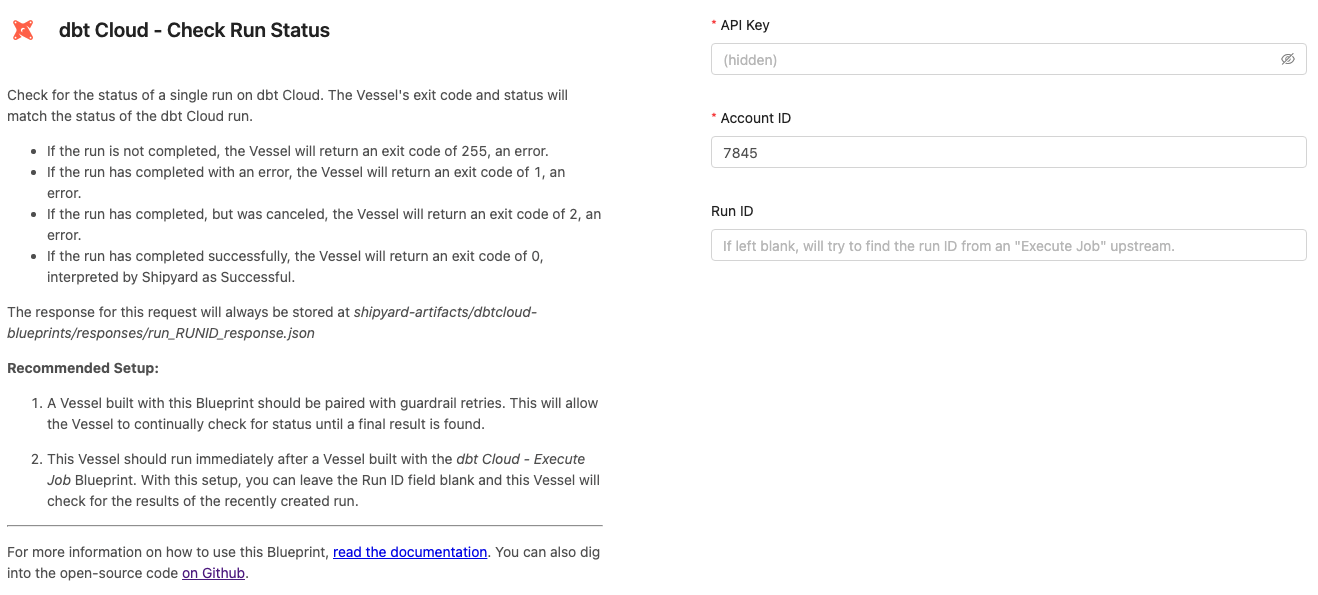 dbt Cloud - Check Run Status
Check for the status of a single run on dbt Cloud. The Vessel's exit code and status will
match the status of the dbt Cloud run.
• If the run is not completed, the Vessel will return an exit code of 255, an error.
• If the run has completed with an error, the Vessel will return an exit code of 1, an
error.
• If the run has completed, but was canceled, the Vessel will return an exit code of 2, an
error.
• If the run has completed successfully, the Vessel will return an exit code of 0,
interpreted by Shipyard as Successful.
The response for this request will always be stored at shipyard-artifacts/dbtcloud-
blueprints/responses/run_RUNID_response.json
Recommended Setup:
1. A Vessel built with this Blueprint should be paired with guardrail retries. This will allow
the Vessel to continually check for status until a final result is found.
2. This Vessel should run immediately after a Vessel built with the dbt Cloud - Execute
Job Blueprint. With this setup, you can leave the Run ID field blank and this Vessel will
check for the results of the recently created run.
For more information on how to use this Blueprint, read the documentation. You can also dig
into the open-source code on Github.
* API Key
(hidden)
* Account ID
7845
Run ID
If left blank, will try to find the run ID from an "Execute Job" upstream.